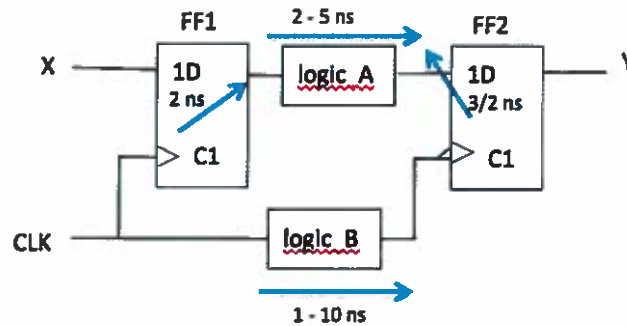 2 - 5 ns
FF1
FF2
X
1D
logic A
1D
Y
2 ns
3/2 ns
C1
C1
CLK
logic B
1 - 10 ns